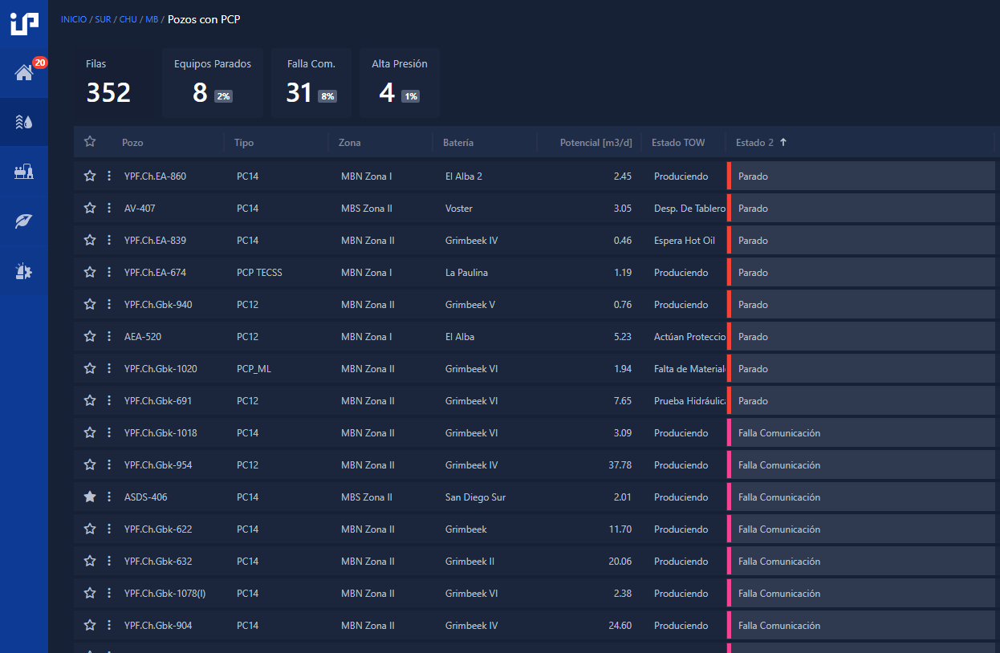 INICIO / SUR / CHU / MB / Pozos con PCP
20
Filas
352
Equipos Parados
8 2%
Falla Com.
31 8%
Alta Presión
4 1%
Pozo Tipo Zona Batería Potencial [m3/d] Estado TOW Estado 2
YPF.Ch.EA-860 PC14 MBN Zona I El Alba 2 2.45 Produciendo Parado
AV-407 PC14 MBS Zona II Voster 3.05 Desp. De Tablero Parado
YPF.Ch.EA-839 PC14 MBN Zona II Grimbeek IV 0.46 Espera Hot Oil Parado
YPF.Ch.EA-674 PCP TECSS MBN Zona I La Paulina 1.19 Produciendo Parado
YPF.Ch.Gbk-940 PC12 MBN Zona II Grimbeek V 0.76 Produciendo Parado
AEA-520 PC12 MBN Zona I El Alba 5.23 Actúan Proteccio Parado
YPF.Ch.Gbk-1020 PCP_ML MBN Zona II Grimbeek VI 1.94 Falta de Material Parado
YPF.Ch.Gbk-691 PC12 MBN Zona II Grimbeek VI 7.65 Prueba Hidráulica Parado
YPF.Ch.Gbk-1018 PC14 MBN Zona II Grimbeek VI 3.09 Produciendo Falla Comunicación
YPF.Ch.Gbk-954 PC12 MBN Zona II Grimbeek IV 37.78 Produciendo Falla Comunicación
ASDS-406 PC14 MBS Zona II San Diego Sur 2.01 Produciendo Falla Comunicación
YPF.Ch.Gbk-622 PC14 MBN Zona II Grimbeek 11.70 Produciendo Falla Comunicación
YPF.Ch.Gbk-632 PC14 MBN Zona II Grimbeek II 20.06 Produciendo Falla Comunicación
YPF.Ch.Gbk-1078(I) PC14 MBN Zona II Grimbeek VI 2.38 Produciendo Falla Comunicación
YPF.Ch.Gbk-904 PC14 MBN Zona II Grimbeek IV 24.60 Produciendo Falla Comunicación